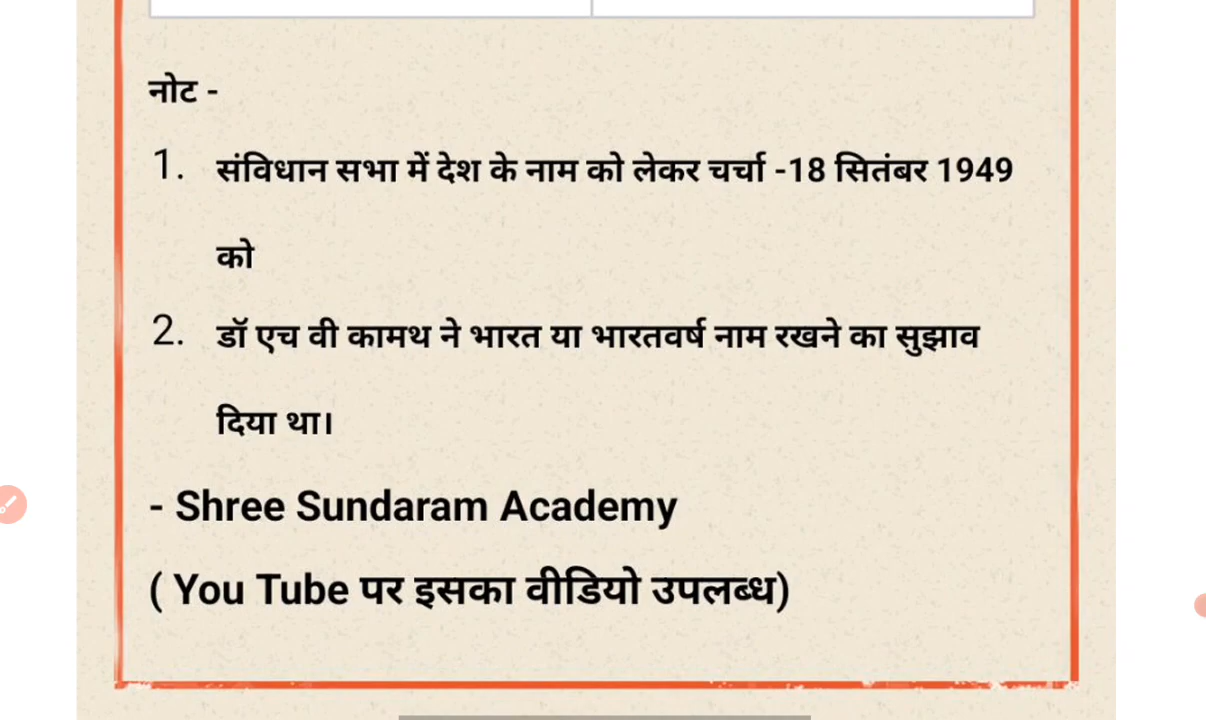 नोट -
1. संविधान सभा में देश के नाम को लेकर चर्चा -18 सितंबर 1949
को
2. डॉ एच वी कामथ ने भारत या भारतवर्ष नाम रखने का सुझाव
दिया था।
- Shree Sundaram Academy
( You Tube पर इसका वीडियो उपलब्ध)